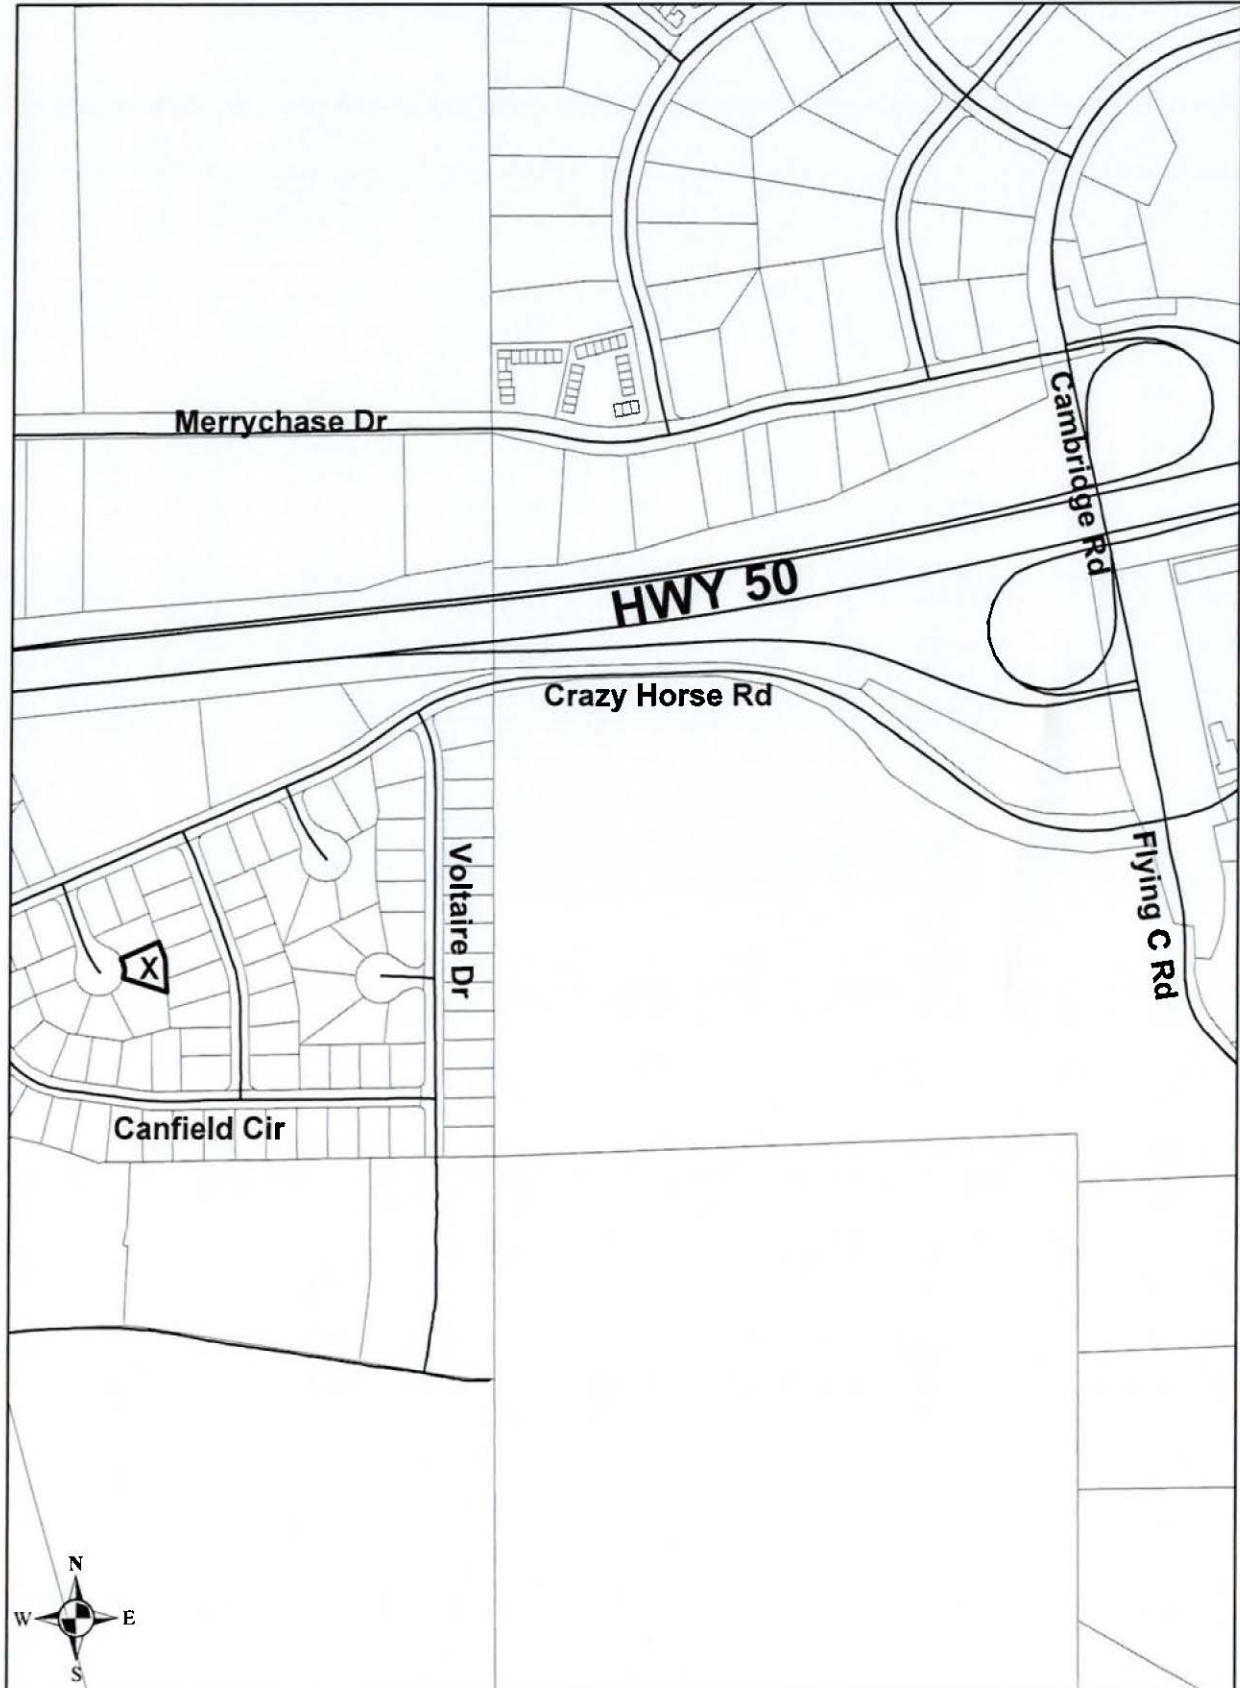 Merrychase Dr
Cambridge Rd
HWY 50
Crazy Horse Rd
Voltaire Dr
Flying C Rd
X
Canfield Cir
N
W E
S